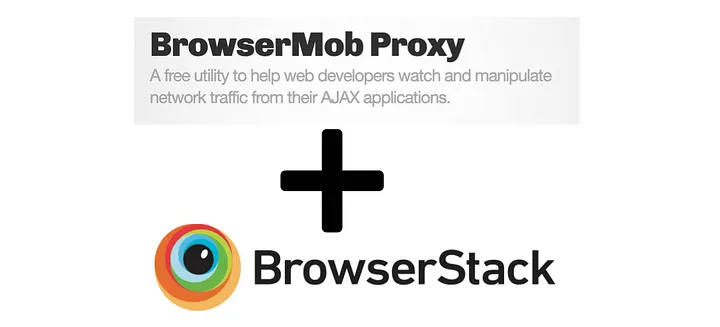 BrowserMob Proxy
A free utility to help web developers watch and manipulate
network traffic from their AJAX applications.
BrowserStack